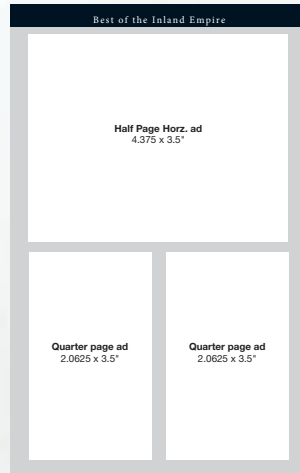 Best of the Inland Empire
Half Page Horz. ad
4.375 x 3.5"
Quarter page ad
2.0625 x 3.5"
Quarter page ad
2.0625 x 3.5"